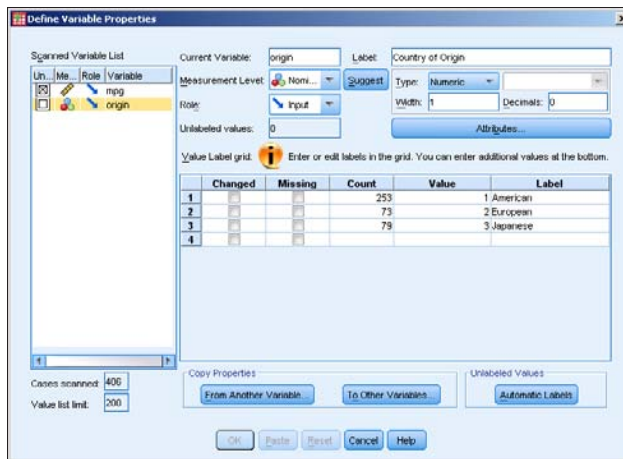 Define Variable Properties
Scanned Variable List
Un... Me... Role Variable
mpg
origin
Cases scanned: 406
Value list limit: 200
Current Variable: origin Label: Country of Origin
Measurement Level: Nomi... Suggest Type: Numeric
Role: Input Width: 1 Decimals: 0
Unlabeled values: 0 Attributes...
Value Label grid: Enter or edit labels in the grid. You can enter additional values at the bottom.
Changed Missing Count Value Label
1 253 1 American
2 73 2 European
3 79 3 Japanese
4
Copy Properties
From Another Variable... To Other Variables...
Unlabeled Values
Automatic Labels
OK Paste Reset Cancel Help